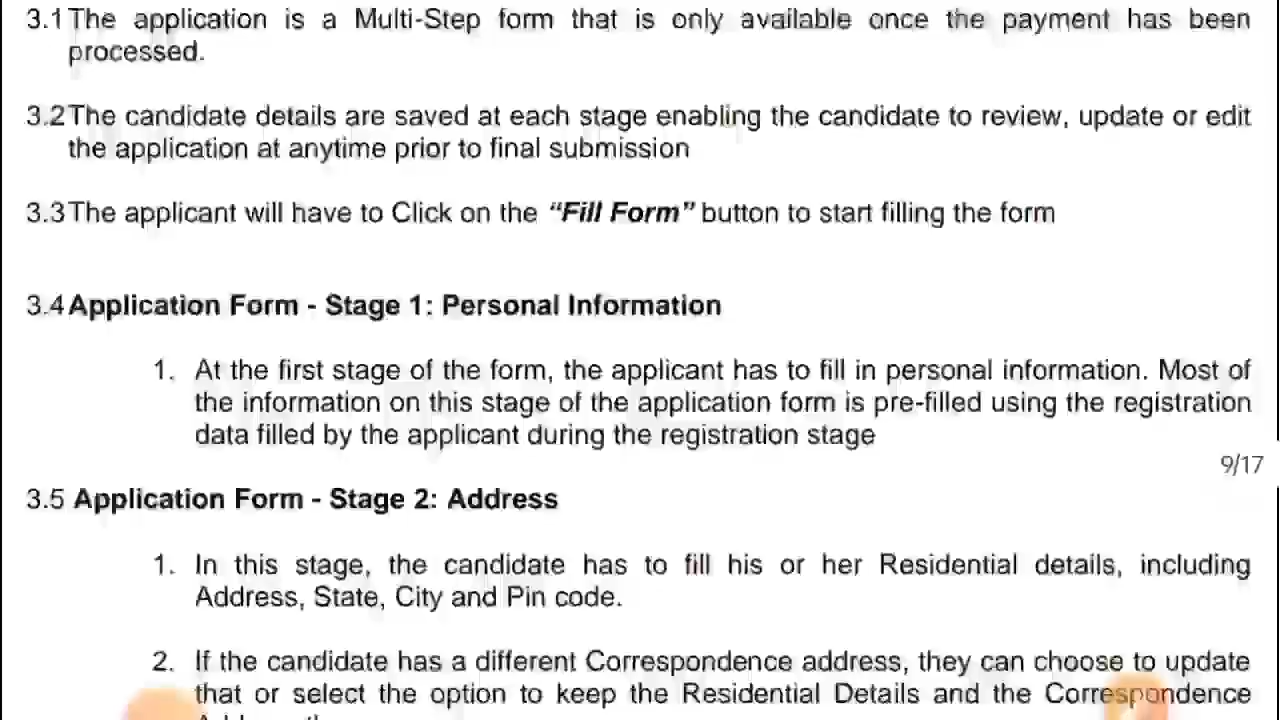 3.1 The application is a Multi-Step form that is only available once the payment has been
processed.
3.2 The candidate details are saved at each stage enabling the candidate to review, update or edit
the application at anytime prior to final submission
3.3 The applicant will have to Click on the “Fill Form” button to start filling the form
3.4 Application Form - Stage 1: Personal Information
1. At the first stage of the form, the applicant has to fill in personal information. Most of
the information on this stage of the application form is pre-filled using the registration
data filled by the applicant during the registration stage
9/17
3.5 Application Form - Stage 2: Address
1. In this stage, the candidate has to fill his or her Residential details, including
Address, State, City and Pin code.
2. If the candidate has a different Correspondence address, they can choose to update
that or select the option to keep the Residential Details and the Correspondence